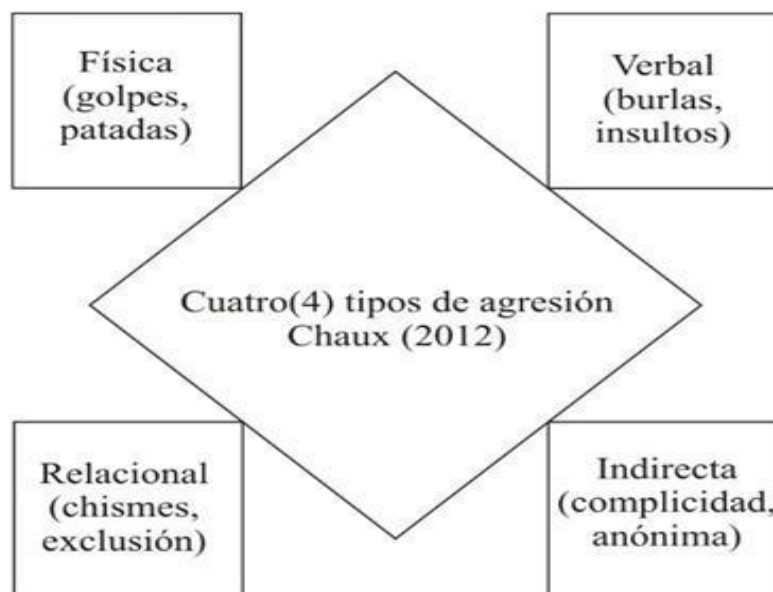 Física
(golpes,
patadas)
Verbal
(burlas,
insultos)
Cuatro(4) tipos de agresión
Chaux (2012)
Relacional
(chismes,
exclusión)
Indirecta
(complicidad,
anónima)